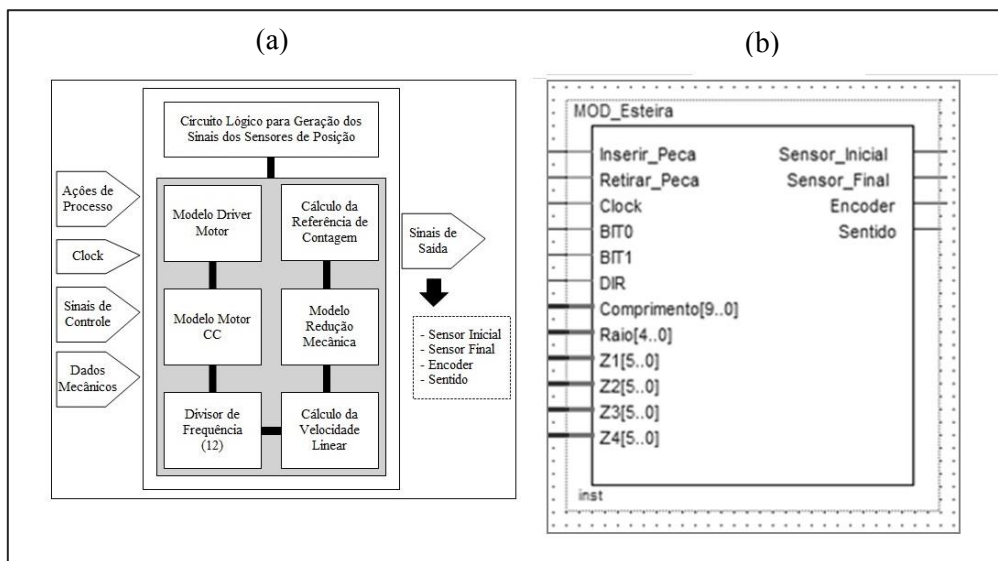 (a)
Circuito Lógico para Geração dos
Sinais dos Sensores de Posição
Ações de
Processo
Clock
Sinais de
Controle
Dados
Mecânicos
Modelo Driver
Motor
Cálculo da
Referência de
Contagem
Modelo Motor
CC
Modelo
Redução
Mecânica
Divisor de
Frequência
(12)
Cálculo da
Velocidade
Linear
Sinais de
Saída
- Sensor Inicial
- Sensor Final
- Encoder
- Sentido
(b)
MOD_Esteira
Inserir_Peca Sensor_Inicial
Retirar_Peca Sensor_Final
Clock Encoder
BIT0 Sentido
BIT1
DIR
Comprimento[9..0]
Raio[4..0]
Z1[5..0]
Z2[5..0]
Z3[5..0]
Z4[5..0]
inst